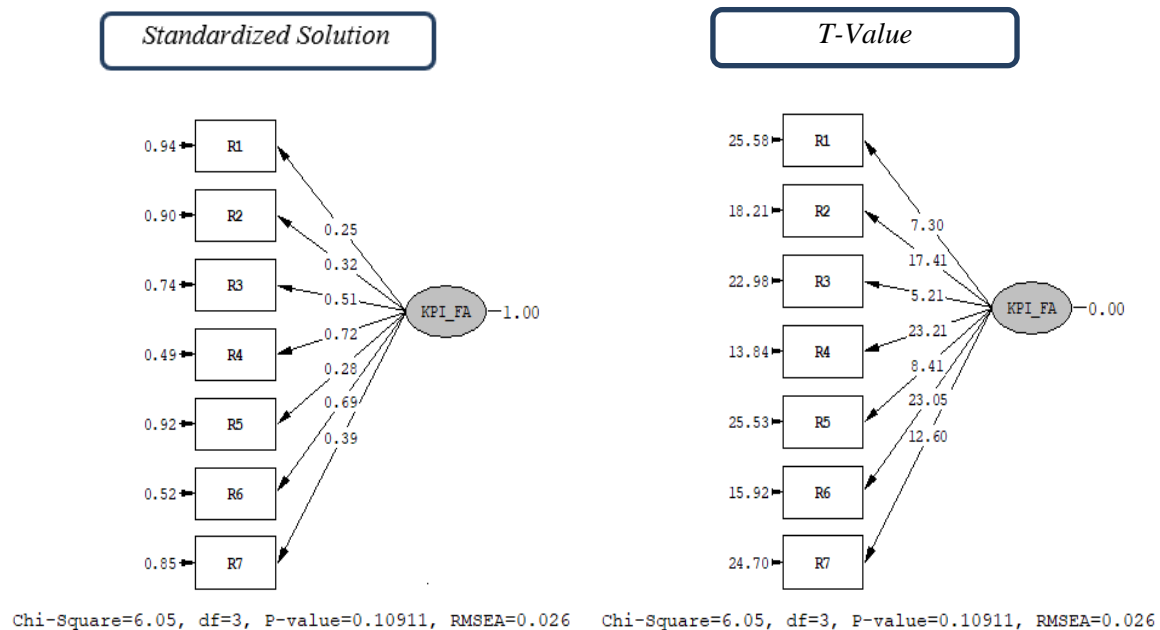 Standardized Solution
0.94 R1
0.90 R2
0.74 R3
0.49 R4
0.92 R5
0.52 R6
0.85 R7
0.25
0.32
0.51
0.72
0.28
0.69
0.39
KPI_FA 1.00
Chi-Square=6.05, df=3, P-value=0.10911, RMSEA=0.026
T-Value
25.58 R1
18.21 R2
22.98 R3
13.84 R4
25.53 R5
15.92 R6
24.70 R7
7.30
17.41
5.21
23.21
8.41
23.05
12.60
KPI_FA 0.00
Chi-Square=6.05, df=3, P-value=0.10911, RMSEA=0.026